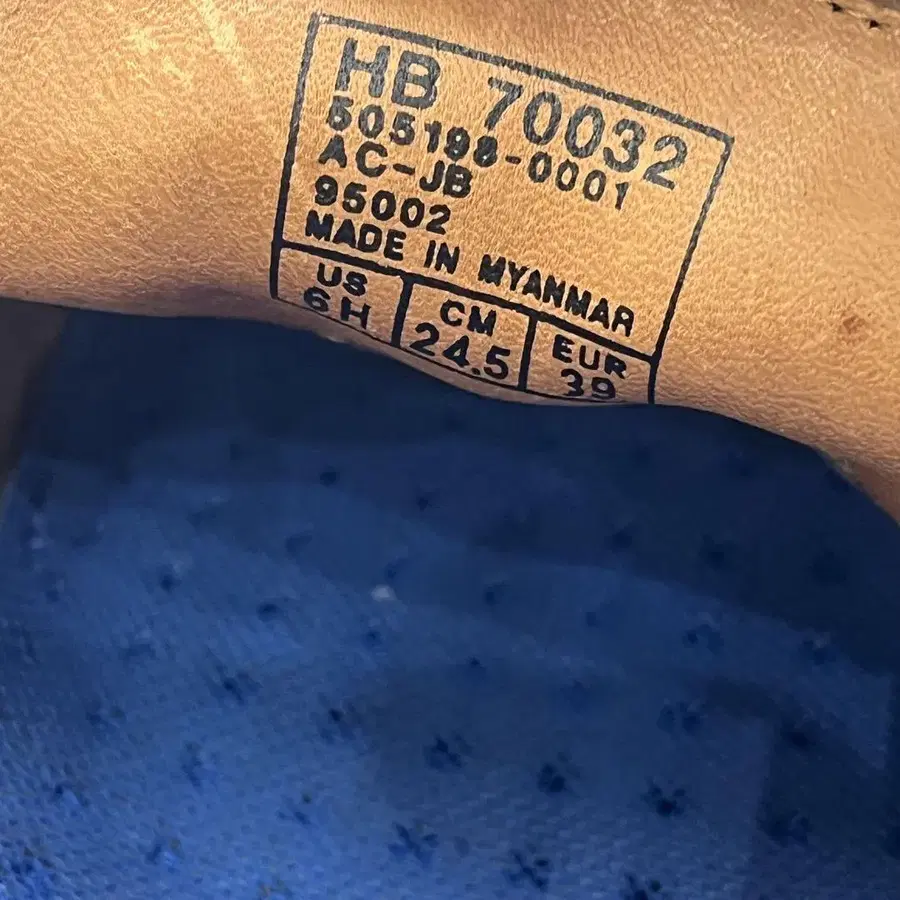 HB 70032
505198-0001
AC-JB
95002
MADE IN MYANMAR
US CM EUR
6H 24.5 39